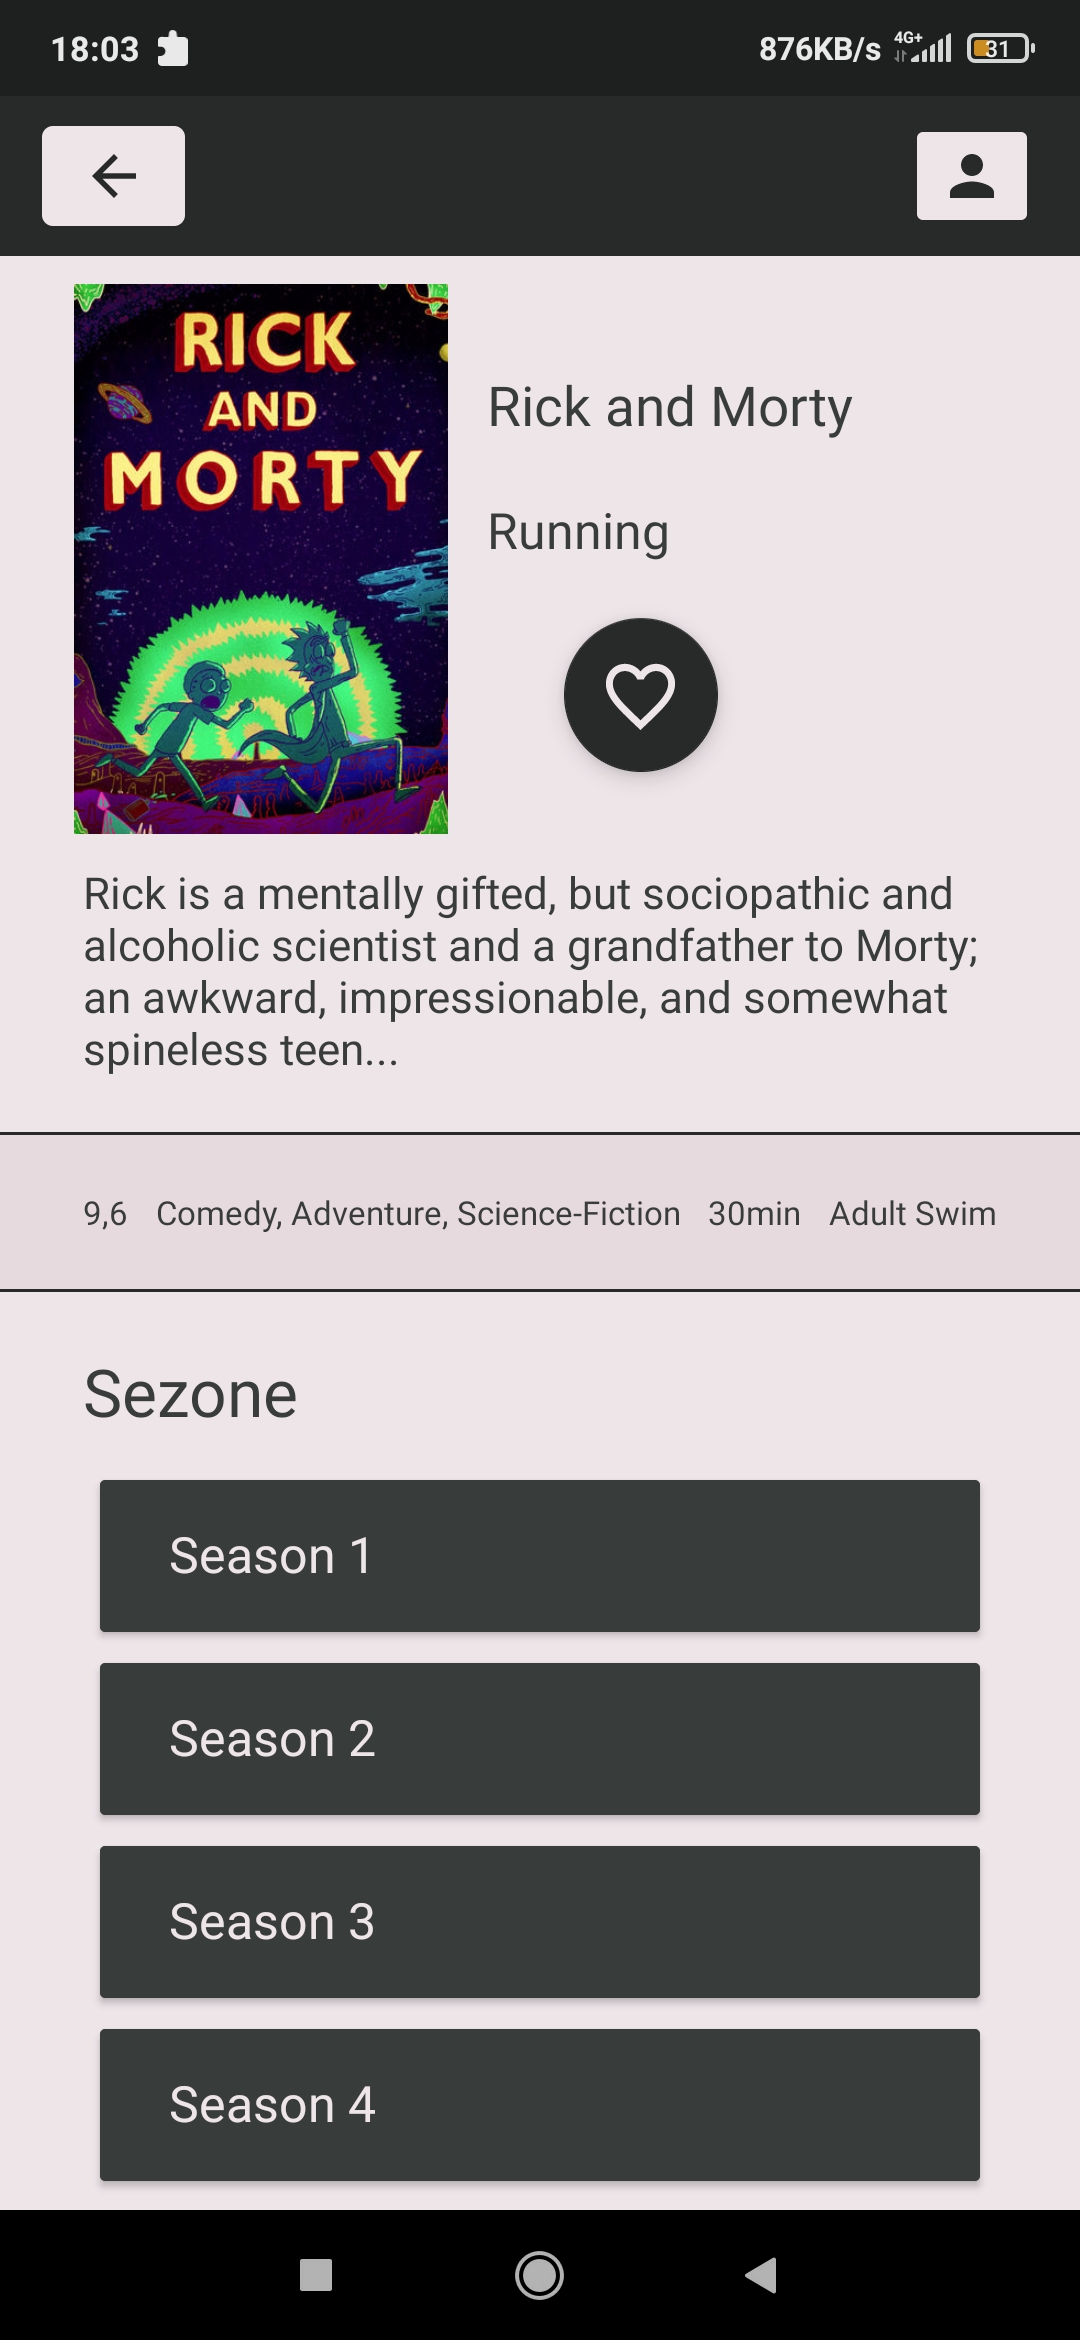 18:03
876KB/s 4G+ 31
RICK
AND
MORTY
Rick and Morty
Running
Rick is a mentally gifted, but sociopathic and
alcoholic scientist and a grandfather to Morty;
an awkward, impressionable, and somewhat
spineless teen...
9,6 Comedy, Adventure, Science-Fiction 30min Adult Swim
Sezone
Season 1
Season 2
Season 3
Season 4